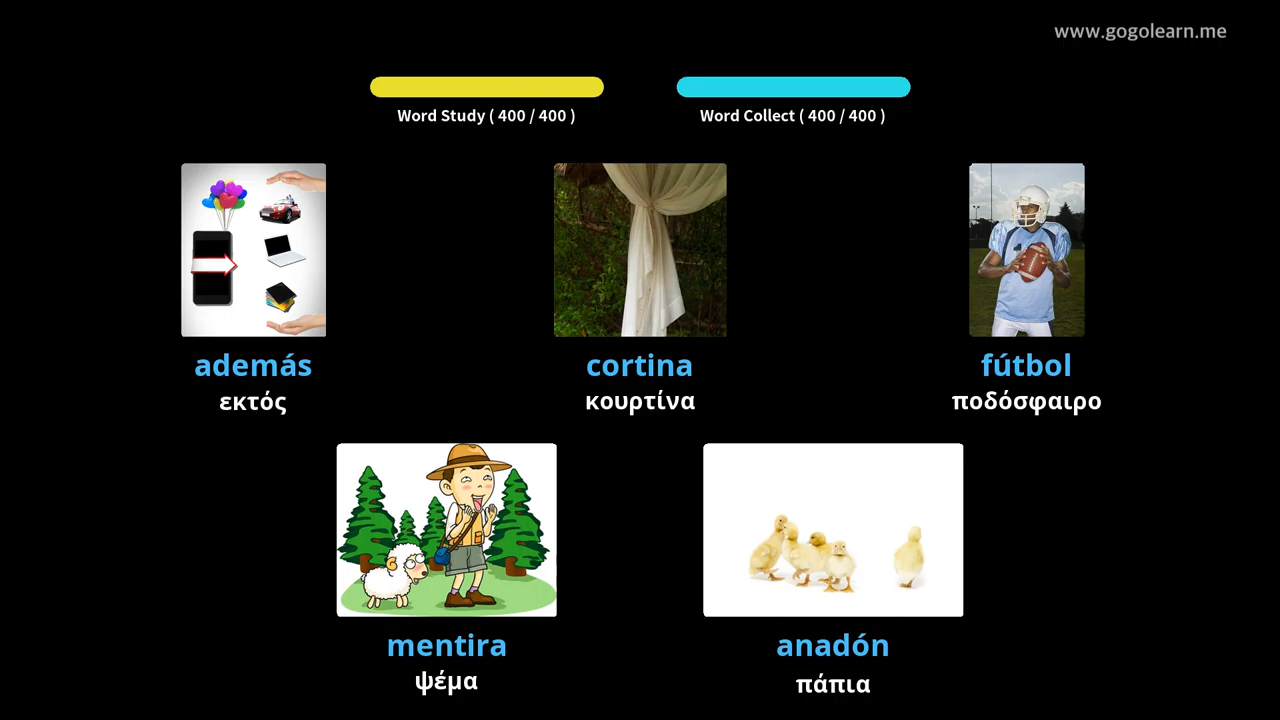 www.gogolearn.me
Word Study ( 400 / 400 )
Word Collect ( 400 / 400 )
además
εκτός
cortina
κουρτίνα
fútbol
ποδόσφαιρο
mentira
ψέμα
anadón
πάπια